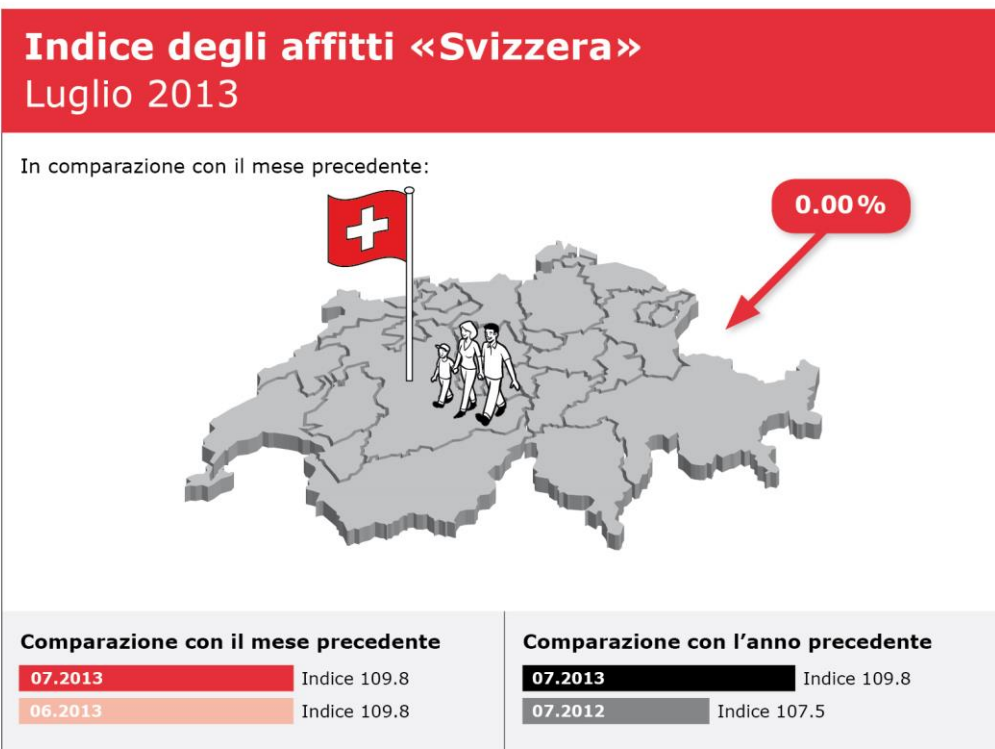 Indice degli affitti «Svizzera»
Luglio 2013
In comparazione con il mese precedente:
0.00 %
Comparazione con il mese precedente
07.2013 Indice 109.8
06.2013 Indice 109.8
Comparazione con l’anno precedente
07.2013 Indice 109.8
07.2012 Indice 107.5